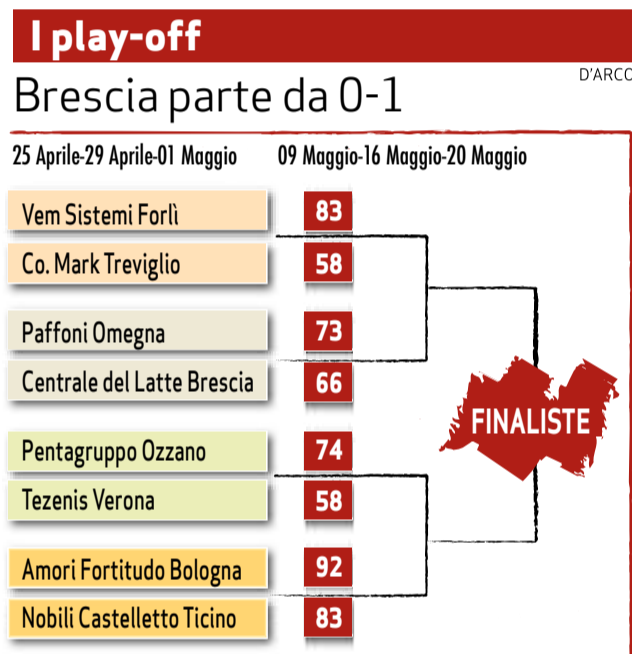 I play-off
D'ARCO
Brescia parte da 0-1
25 Aprile-29 Aprile-01 Maggio 09 Maggio-16 Maggio-20 Maggio
Vem Sistemi Forlì 83
Co. Mark Treviglio 58
Paffoni Omegna 73
Centrale del Latte Brescia 66
FINALISTE
Pentagruppo Ozzano 74
Tezenis Verona 58
Amori Fortitudo Bologna 92
Nobili Castelletto Ticino 83